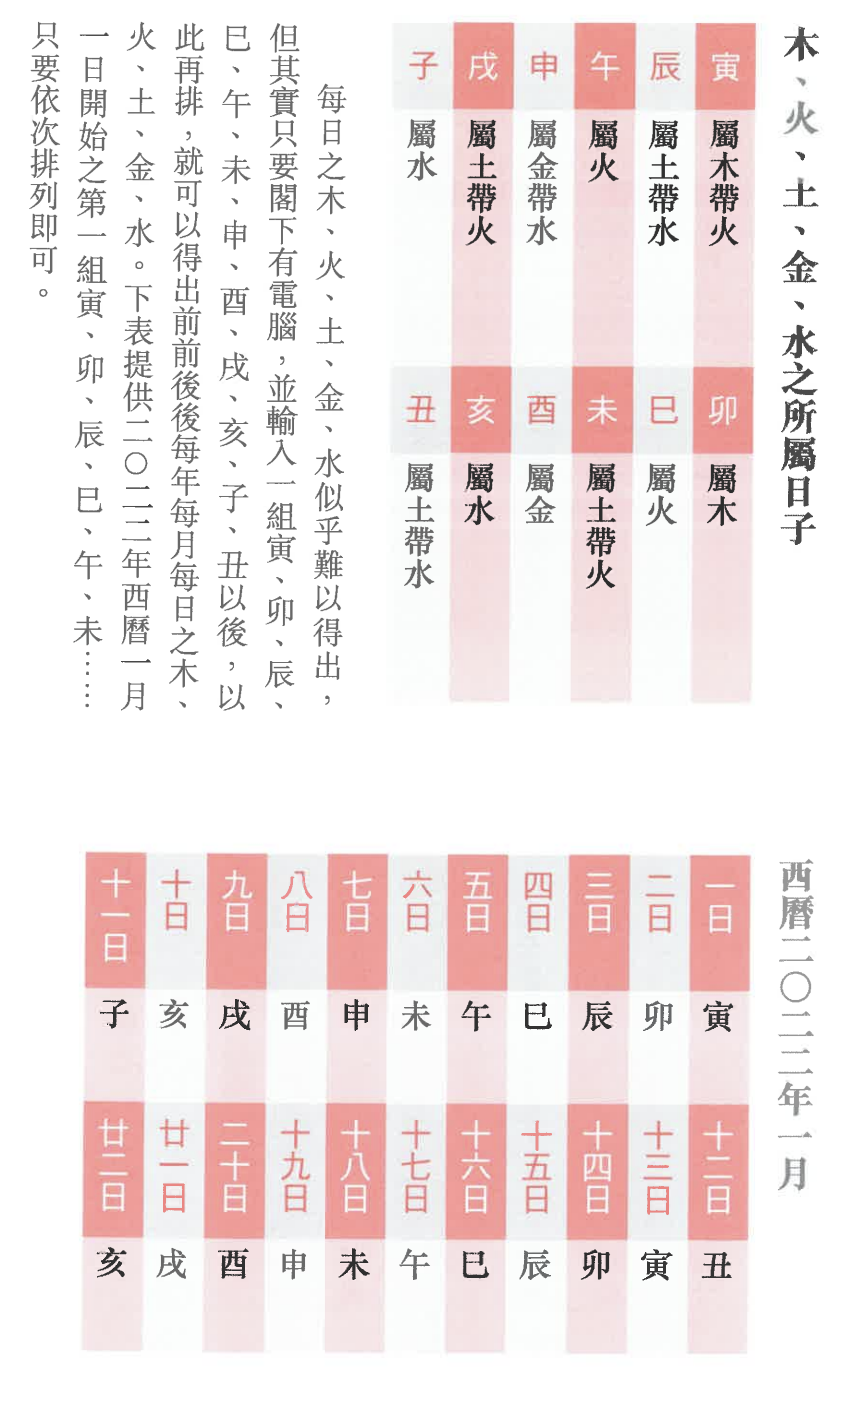 木、火、土、金、水之所屬日子
寅 屬木帶火
卯 屬木
辰 屬土帶水
巳 屬火
午 屬火
未 屬土帶火
申 屬金帶水
酉 屬金
戌 屬土帶火
亥 屬水
子 屬水
丑 屬土帶水
每日之木、火、土、金、水似乎難以得出，
但其實只要閣下有電腦，並輸入一組寅、卯、辰、
巳、午、未、申、酉、戌、亥、子、丑以後，以
此再排，就可以得出前前後後每年每月每日之木、
火、土、金、水。下表提供二〇二二年西曆一月
一日開始之第一組寅、卯、辰、巳、午、未……
只要依次排列即可。
西曆二〇二二年一月
一日 寅
二日 卯
三日 辰
四日 巳
五日 午
六日 未
七日 申
八日 酉
九日 戌
十日 亥
十一日 子
十二日 丑
十三日 寅
十四日 卯
十五日 辰
十六日 巳
十七日 午
十八日 未
十九日 申
二十日 酉
廿一日 戌
廿二日 亥